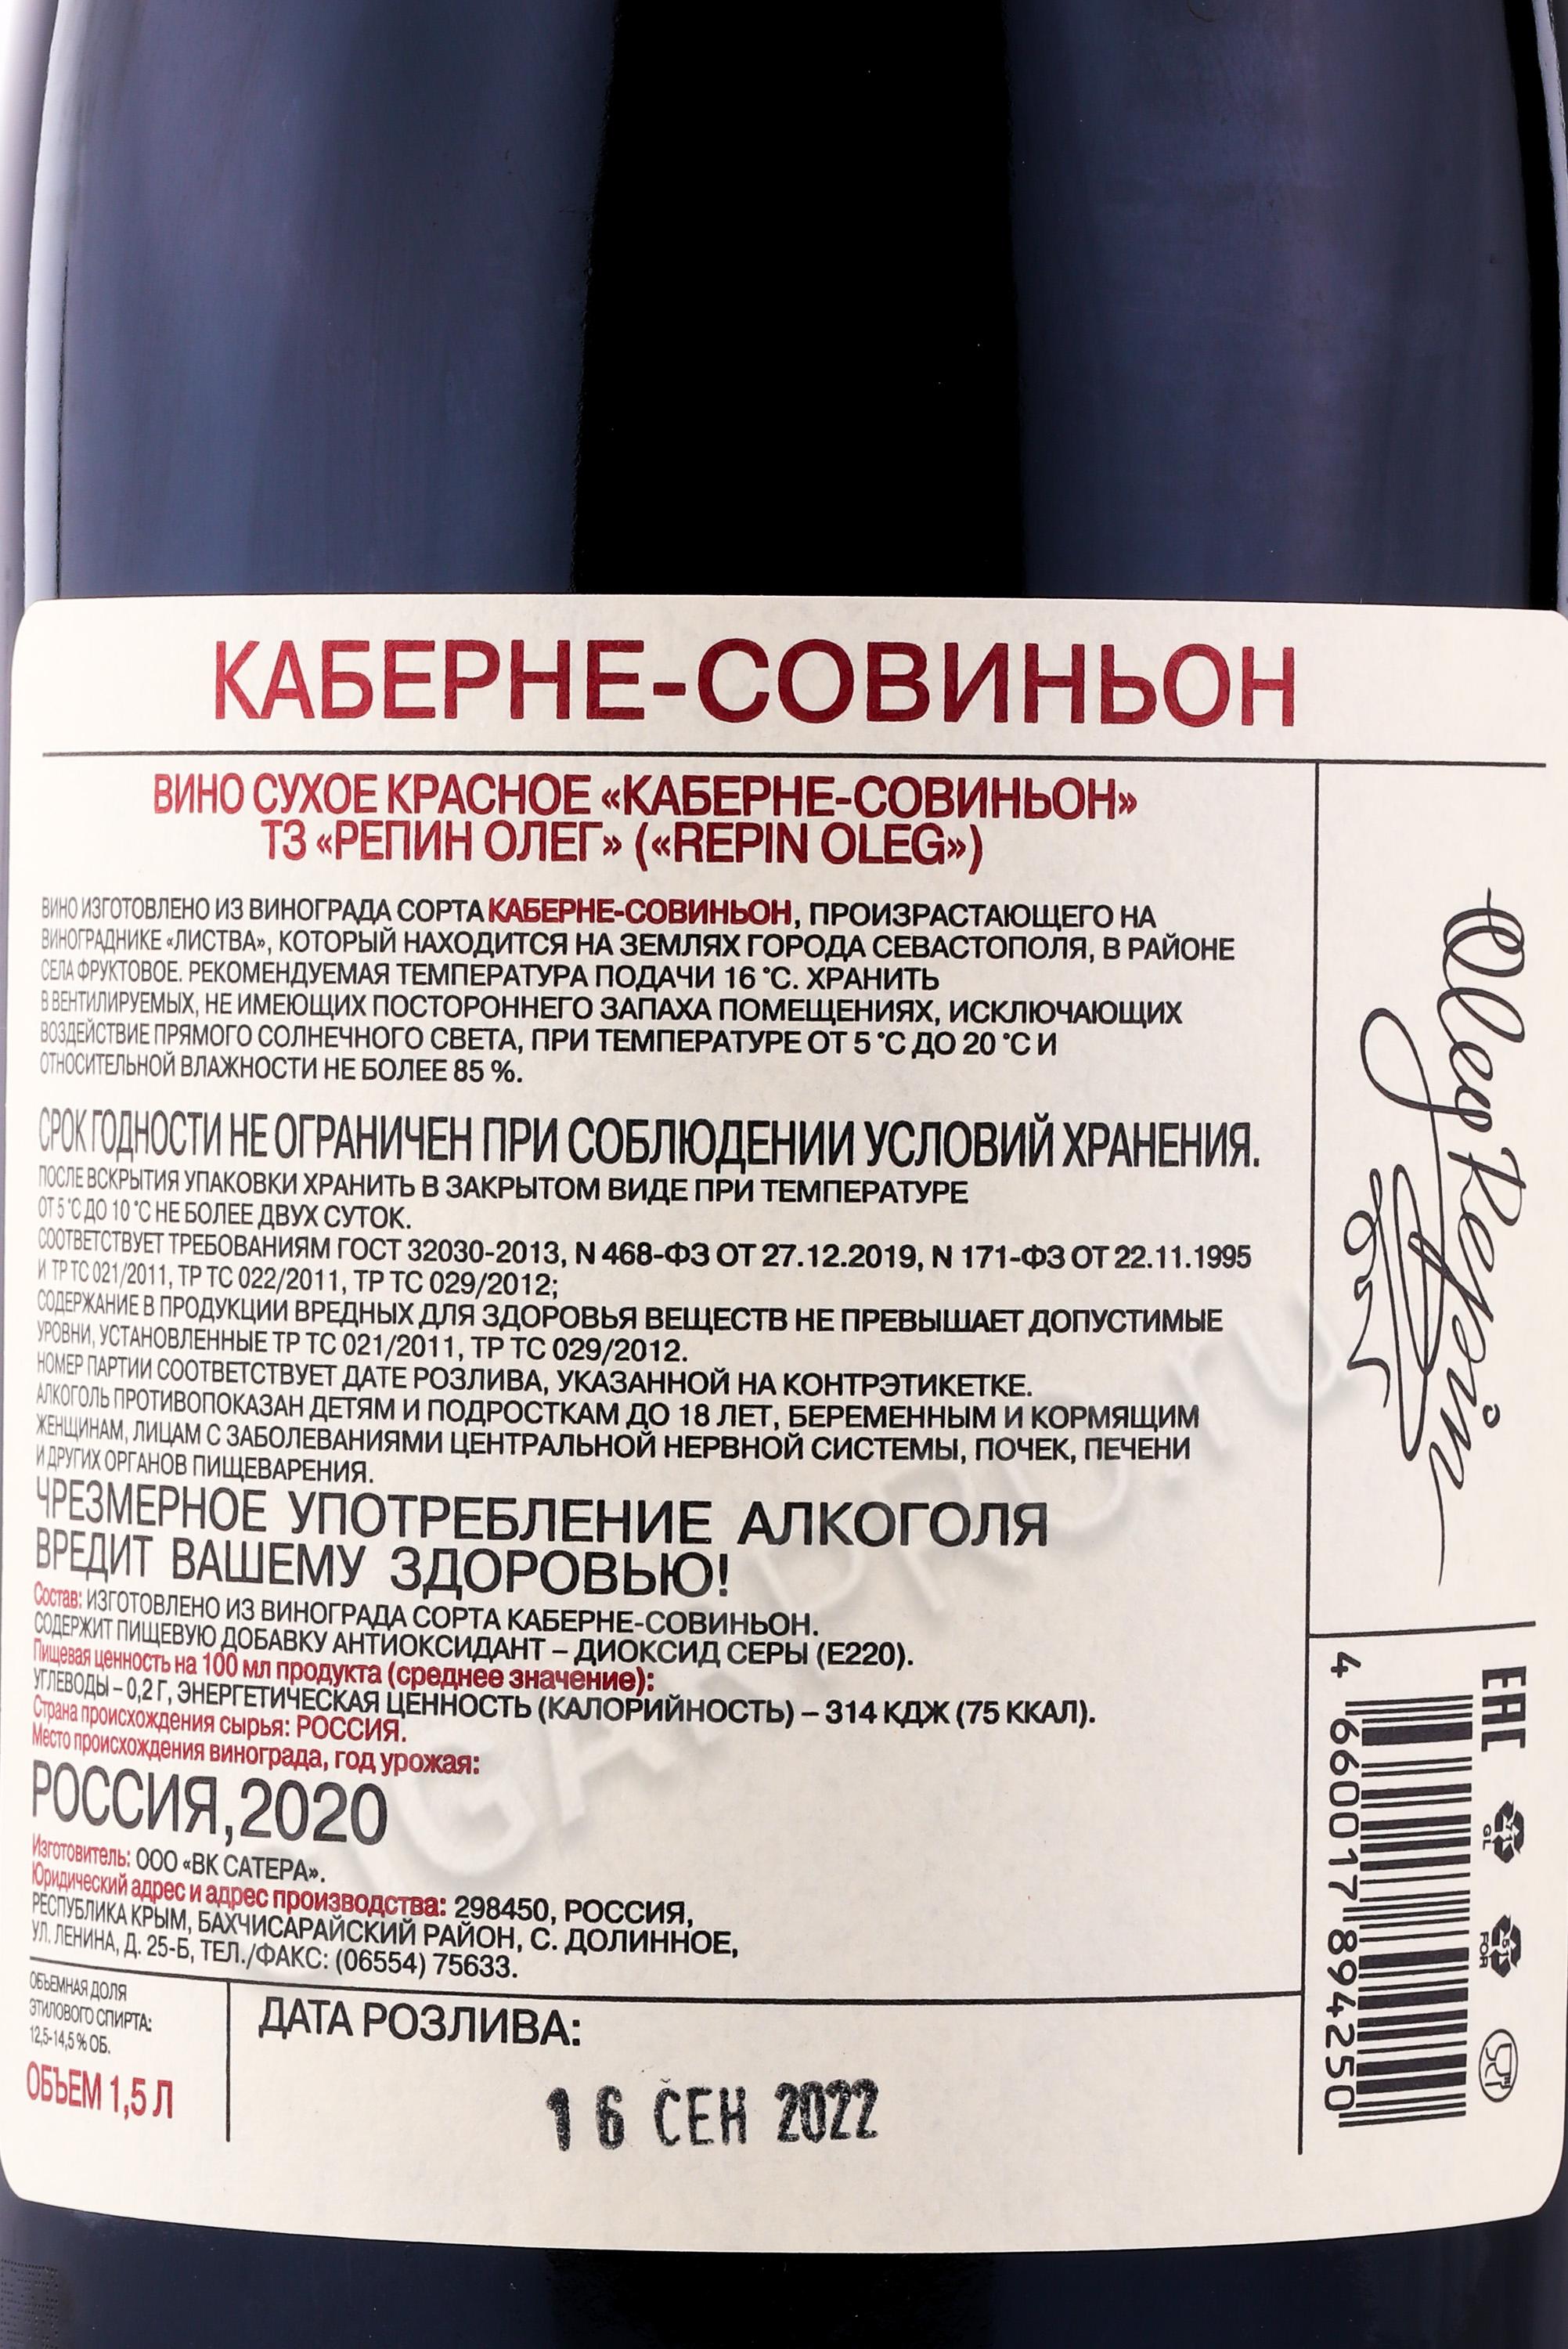 КАБЕРНЕ-СОВИНЬОН
ВИНО СУХОЕ КРАСНОЕ «КАБЕРНЕ-СОВИНЬОН»
ТЗ «РЕПИН ОЛЕГ» («REPIN OLEG»)
ВИНО ИЗГОТОВЛЕНО ИЗ ВИНОГРАДА СОРТА КАБЕРНЕ-СОВИНЬОН, ПРОИЗРАСТАЮЩЕГО НА
ВИНОГРАДНИКЕ «ЛИСТВА», КОТОРЫЙ НАХОДИТСЯ НА ЗЕМЛЯХ ГОРОДА СЕВАСТОПОЛЯ, В РАЙОНЕ
СЕЛА ФРУКТОВОЕ. РЕКОМЕНДУЕМАЯ ТЕМПЕРАТУРА ПОДАЧИ 16 °С. ХРАНИТЬ
В ВЕНТИЛИРУЕМЫХ, НЕ ИМЕЮЩИХ ПОСТОРОННЕГО ЗАПАХА ПОМЕЩЕНИЯХ, ИСКЛЮЧАЮЩИХ
ВОЗДЕЙСТВИЕ ПРЯМОГО СОЛНЕЧНОГО СВЕТА, ПРИ ТЕМПЕРАТУРЕ ОТ 5 °С ДО 20 °С И
ОТНОСИТЕЛЬНОЙ ВЛАЖНОСТИ НЕ БОЛЕЕ 85 %.
СРОК ГОДНОСТИ НЕ ОГРАНИЧЕН ПРИ СОБЛЮДЕНИИ УСЛОВИЙ ХРАНЕНИЯ.
ПОСЛЕ ВСКРЫТИЯ УПАКОВКИ ХРАНИТЬ В ЗАКРЫТОМ ВИДЕ ПРИ ТЕМПЕРАТУРЕ
ОТ 5 °С ДО 10 °С НЕ БОЛЕЕ ДВУХ СУТОК.
СООТВЕТСТВУЕТ ТРЕБОВАНИЯМ ГОСТ 32030-2013, N 468-ФЗ ОТ 27.12.2019, N 171-ФЗ ОТ 22.11.1995
И ТР ТС 021/2011, ТР ТС 022/2011, ТР ТС 029/2012;
СОДЕРЖАНИЕ В ПРОДУКЦИИ ВРЕДНЫХ ДЛЯ ЗДОРОВЬЯ ВЕЩЕСТВ НЕ ПРЕВЫШАЕТ ДОПУСТИМЫЕ
УРОВНИ, УСТАНОВЛЕННЫЕ ТР ТС 021/2011, ТР ТС 029/2012.
НОМЕР ПАРТИИ СООТВЕТСТВУЕТ ДАТЕ РОЗЛИВА, УКАЗАННОЙ НА КОНТРЭТИКЕТКЕ.
АЛКОГОЛЬ ПРОТИВОПОКАЗАН ДЕТЯМ И ПОДРОСТКАМ ДО 18 ЛЕТ, БЕРЕМЕННЫМ И КОРМЯЩИМ
ЖЕНЩИНАМ, ЛИЦАМ С ЗАБОЛЕВАНИЯМИ ЦЕНТРАЛЬНОЙ НЕРВНОЙ СИСТЕМЫ, ПОЧЕК, ПЕЧЕНИ
И ДРУГИХ ОРГАНОВ ПИЩЕВАРЕНИЯ.
ЧРЕЗМЕРНОЕ УПОТРЕБЛЕНИЕ АЛКОГОЛЯ
ВРЕДИТ ВАШЕМУ ЗДОРОВЬЮ!
Состав: ИЗГОТОВЛЕНО ИЗ ВИНОГРАДА СОРТА КАБЕРНЕ-СОВИНЬОН.
СОДЕРЖИТ ПИЩЕВУЮ ДОБАВКУ АНТИОКСИДАНТ – ДИОКСИД СЕРЫ (Е220).
Пищевая ценность на 100 мл продукта (среднее значение):
УГЛЕВОДЫ – 0,2 Г, ЭНЕРГЕТИЧЕСКАЯ ЦЕННОСТЬ (КАЛОРИЙНОСТЬ) – 314 КДЖ (75 ККАЛ).
Страна происхождения сырья: РОССИЯ.
Место происхождения винограда, год урожая:
РОССИЯ, 2020
Изготовитель: ООО «ВК САТЕРА».
Юридический адрес и адрес производства: 298450, РОССИЯ,
РЕСПУБЛИКА КРЫМ, БАХЧИСАРАЙСКИЙ РАЙОН, С. ДОЛИННОЕ,
УЛ. ЛЕНИНА, Д. 25-Б, ТЕЛ./ФАКС: (06554) 75633.
ОБЪЕМНАЯ ДОЛЯ
ЭТИЛОВОГО СПИРТА:
12,5-14,5 % ОБ.
ОБЪЕМ 1,5 Л
ДАТА РОЗЛИВА:
16 СЕН 2022
Oleg Repin
EAC
71
GL
51
FOR
4 660017 894250
CIGARPRO.ru